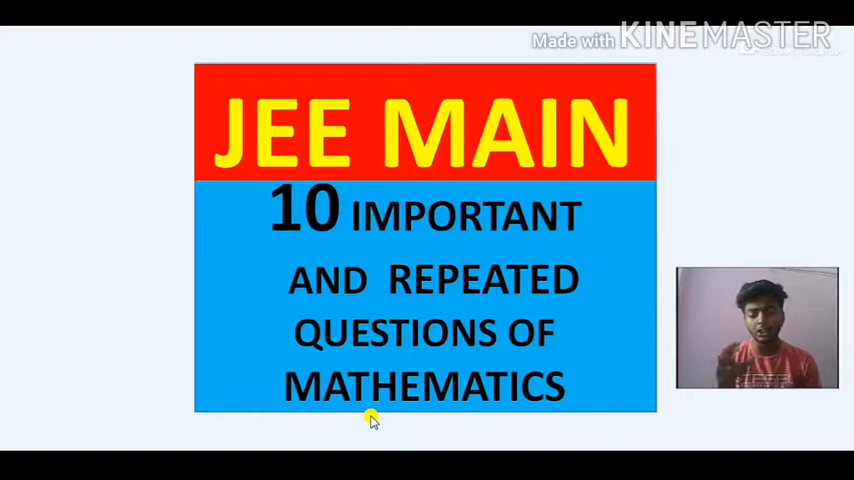 Made with KINEMASTER
JEE MAIN
10 IMPORTANT
AND REPEATED
QUESTIONS OF
MATHEMATICS